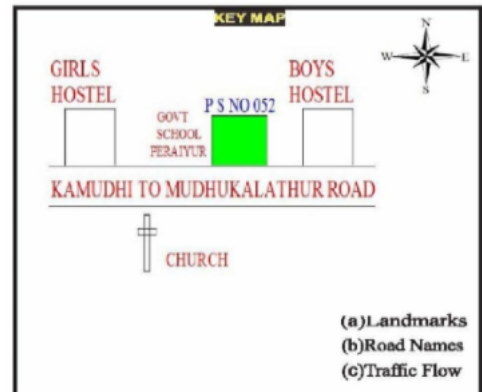 KEY MAP
N
W
E
S
GIRLS
HOSTEL
GOVT
SCHOOL
PERAIYUR
P S NO 052
BOYS
HOSTEL
KAMUDHI TO MUDHUKALATHUR ROAD
CHURCH
(a)Landmarks
(b)Road Names
(c)Traffic Flow